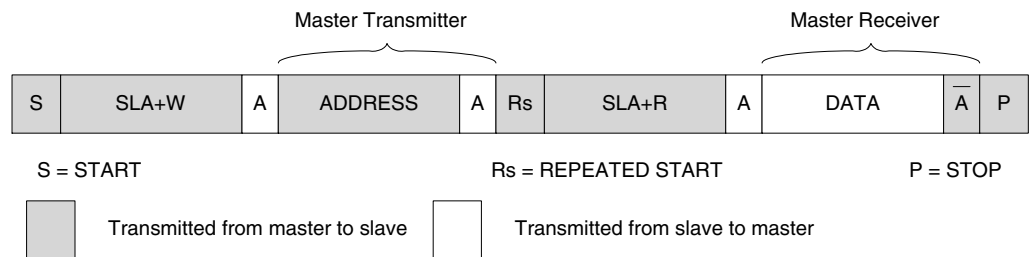 Master Transmitter Master Receiver
S SLA+W A ADDRESS A Rs SLA+R A DATA A̅ P
S = START Rs = REPEATED START P = STOP
Transmitted from master to slave Transmitted from slave to master